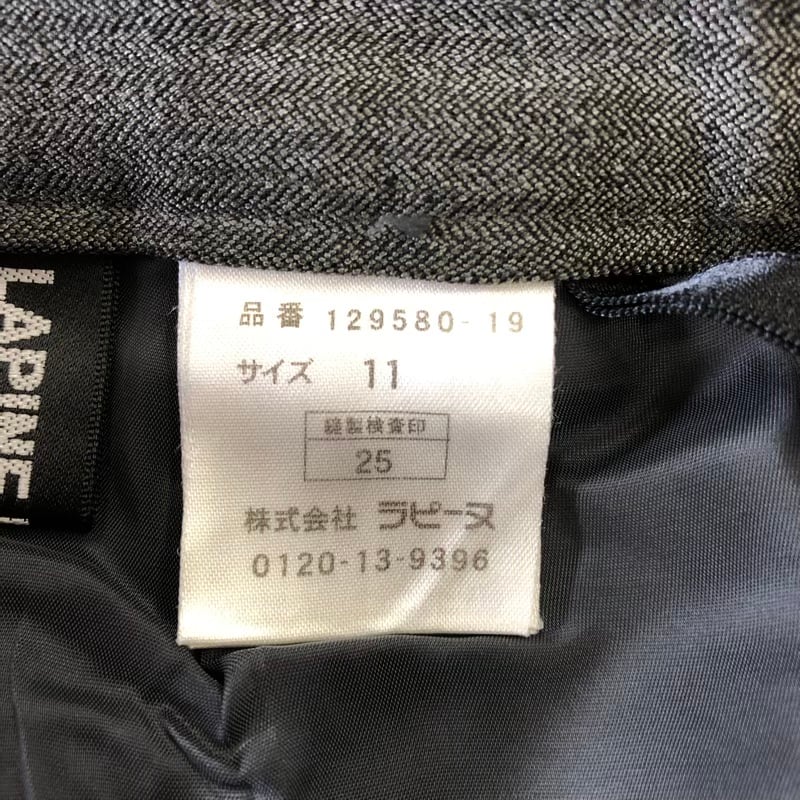 品番 129580-19
サイズ 11
縫製検査印
25
株式会社 ラピーヌ
0120-13-9396
LAPINE